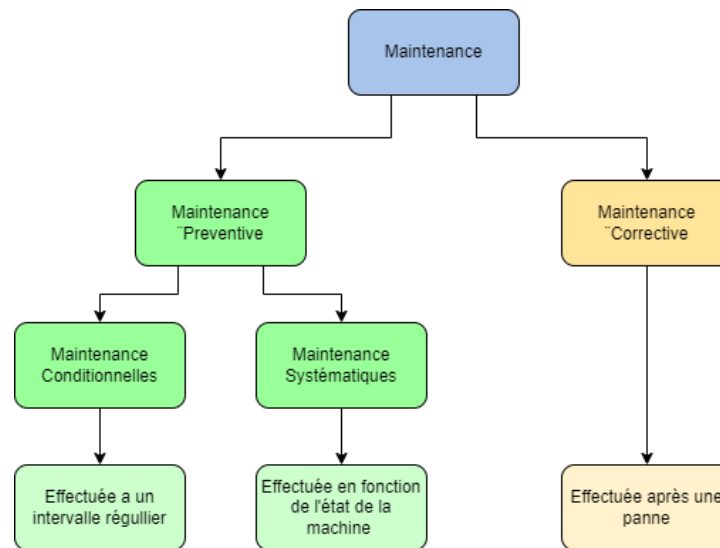 Maintenance
Maintenance
¨Preventive
Maintenance
¨Corrective
Maintenance
Conditionnelles
Maintenance
Systématiques
Effectuée a un
intervalle régullier
Effectuée en fonction
de l'état de la
machine
Effectuée après une
panne